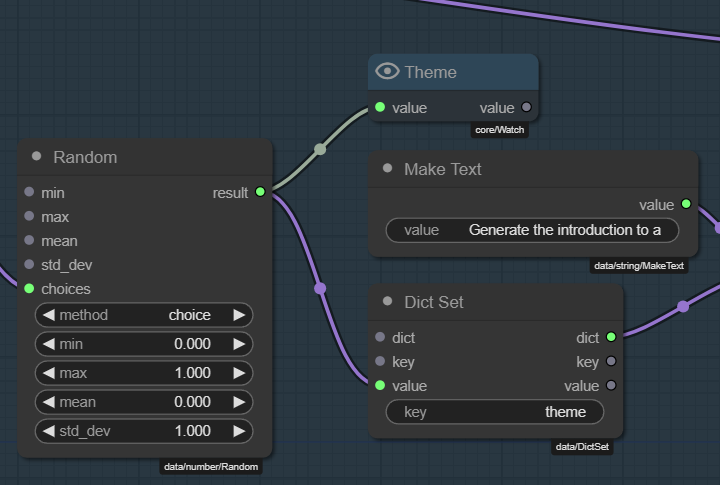 Theme
value value
core/Watch
Random
min result
max
mean
std_dev
choices
method choice
min 0.000
max 1.000
mean 0.000
std_dev 1.000
data/number/Random
Make Text
value
value Generate the introduction to a
data/string/MakeText
Dict Set
dict dict
key key
value value
key theme
data/DictSet